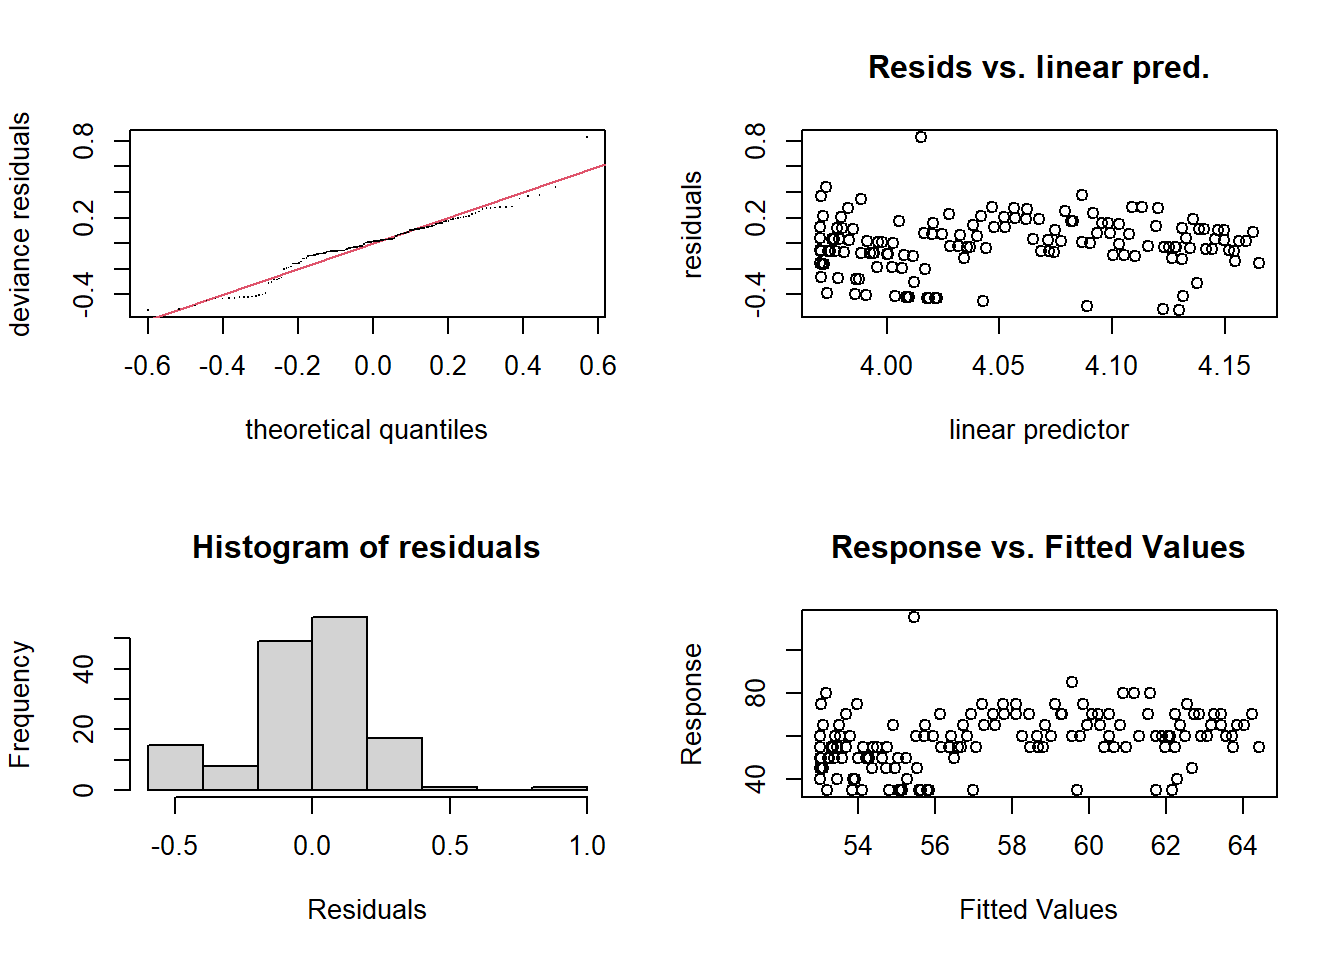 deviance residuals
-0.4 0.2 0.8
-0.6 -0.4 -0.2 0.0 0.2 0.4 0.6
theoretical quantiles
Resids vs. linear pred.
residuals
-0.4 0.2 0.8
4.00 4.05 4.10 4.15
linear predictor
Histogram of residuals
Frequency
0 20 40
-0.5 0.0 0.5 1.0
Residuals
Response vs. Fitted Values
Response
40 80
54 56 58 60 62 64
Fitted Values